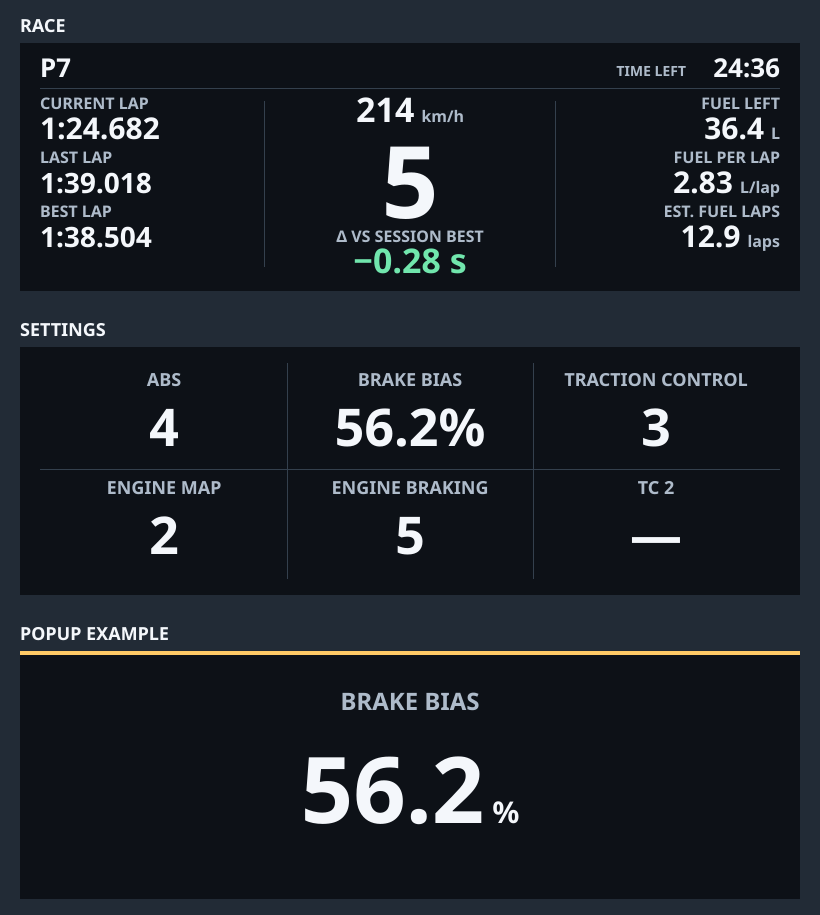 RACE
P7
TIME LEFT 24:36
CURRENT LAP
1:24.682
LAST LAP
1:39.018
BEST LAP
1:38.504
214 km/h
5
Δ VS SESSION BEST
−0.28 s
FUEL LEFT
36.4 L
FUEL PER LAP
2.83 L/lap
EST. FUEL LAPS
12.9 laps
SETTINGS
ABS
4
BRAKE BIAS
56.2%
TRACTION CONTROL
3
ENGINE MAP
2
ENGINE BRAKING
5
TC 2
—
POPUP EXAMPLE
BRAKE BIAS
56.2 %